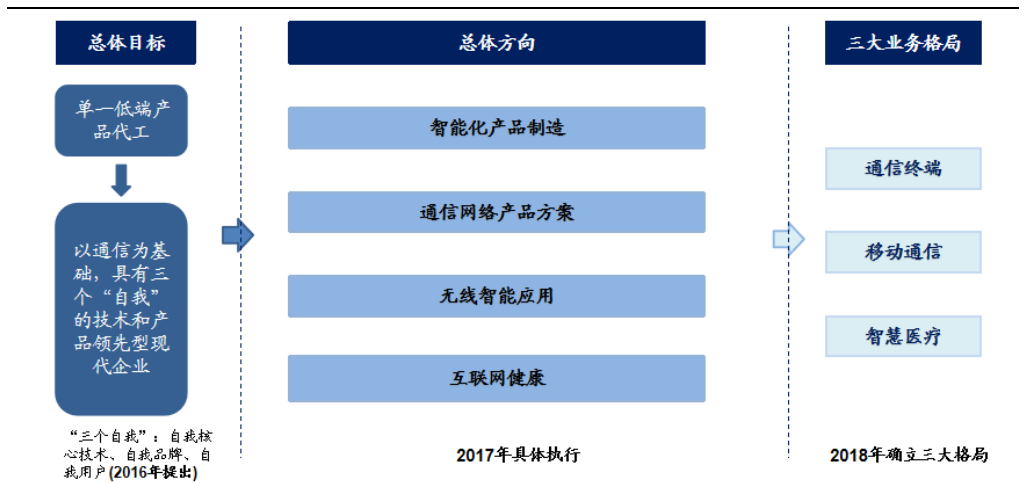 总体目标
单一低端产
品代工
以通信为基
础，具有三
个“自我”
的技术和产
品领先型现
代企业
“三个自我”：自我核
心技术、自我品牌、自
我用户(2016年提出)
总体方向
智能化产品制造
通信网络产品方案
无线智能应用
互联网健康
2017年具体执行
三大业务格局
通信终端
移动通信
智慧医疗
2018年确立三大格局